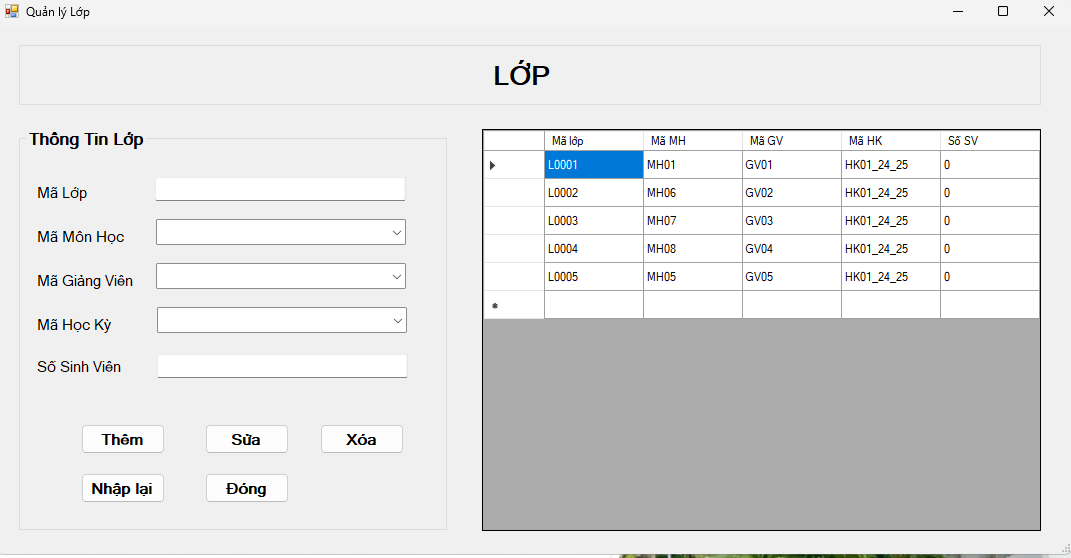 Quản lý Lớp
LỚP
Thông Tin Lớp
Mã Lớp
Mã Môn Học
Mã Giảng Viên
Mã Học Kỳ
Số Sinh Viên
Thêm Sửa Xóa
Nhập lại Đóng
Mã lớp Mã MH Mã GV Mã HK Số SV
L0001 MH01 GV01 HK01_24_25 0
L0002 MH06 GV02 HK01_24_25 0
L0003 MH07 GV03 HK01_24_25 0
L0004 MH08 GV04 HK01_24_25 0
L0005 MH05 GV05 HK01_24_25 0